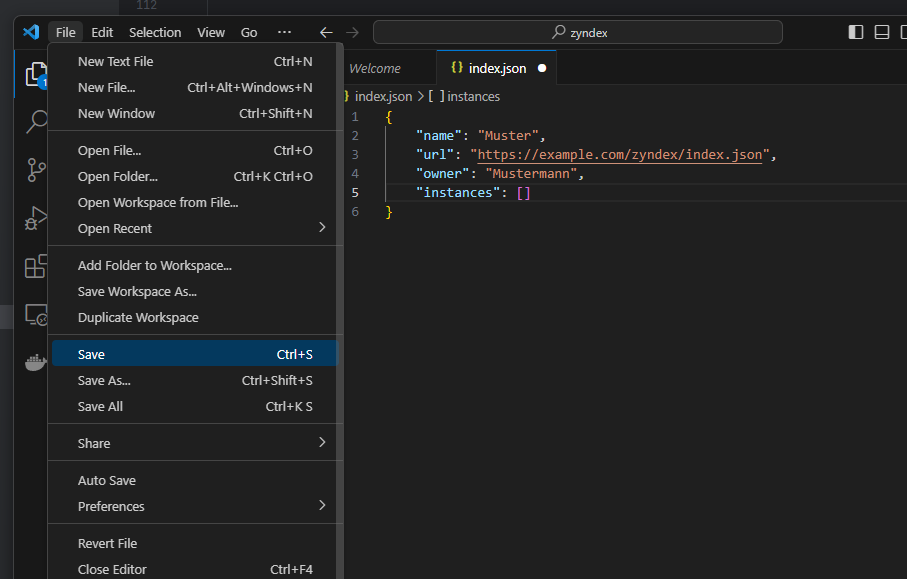 112
File Edit Selection View Go ··· zyndex
New Text File Ctrl+N
New File... Ctrl+Alt+Windows+N
New Window Ctrl+Shift+N
Open File... Ctrl+O
Open Folder... Ctrl+K Ctrl+O
Open Workspace from File...
Open Recent
Add Folder to Workspace...
Save Workspace As...
Duplicate Workspace
Save Ctrl+S
Save As... Ctrl+Shift+S
Save All Ctrl+K S
Share
Auto Save
Preferences
Revert File
Close Editor Ctrl+F4
1
Welcome {} index.json
index.json > [ ] instances
1 {
2 "name": "Muster",
3 "url": "https://example.com/zyndex/index.json",
4 "owner": "Mustermann",
5 "instances": []
6 }